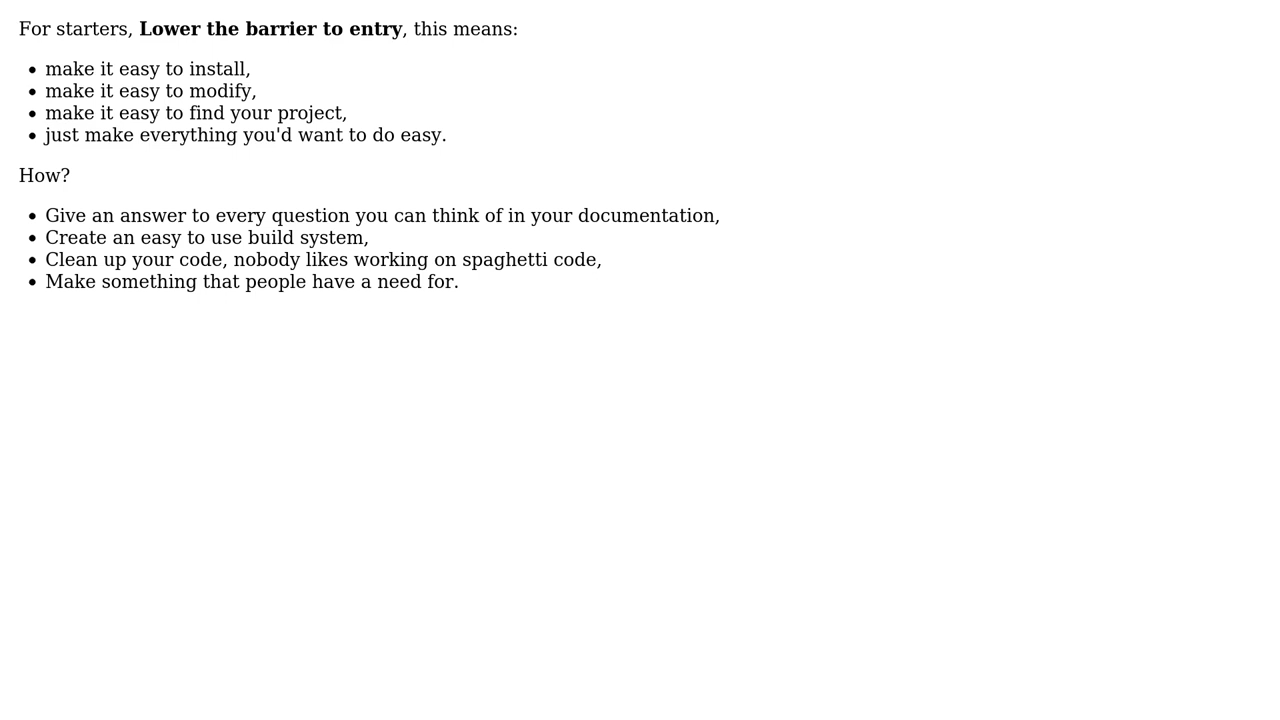 For starters, Lower the barrier to entry, this means:
• make it easy to install,
• make it easy to modify,
• make it easy to find your project,
• just make everything you'd want to do easy.
How?
• Give an answer to every question you can think of in your documentation,
• Create an easy to use build system,
• Clean up your code, nobody likes working on spaghetti code,
• Make something that people have a need for.